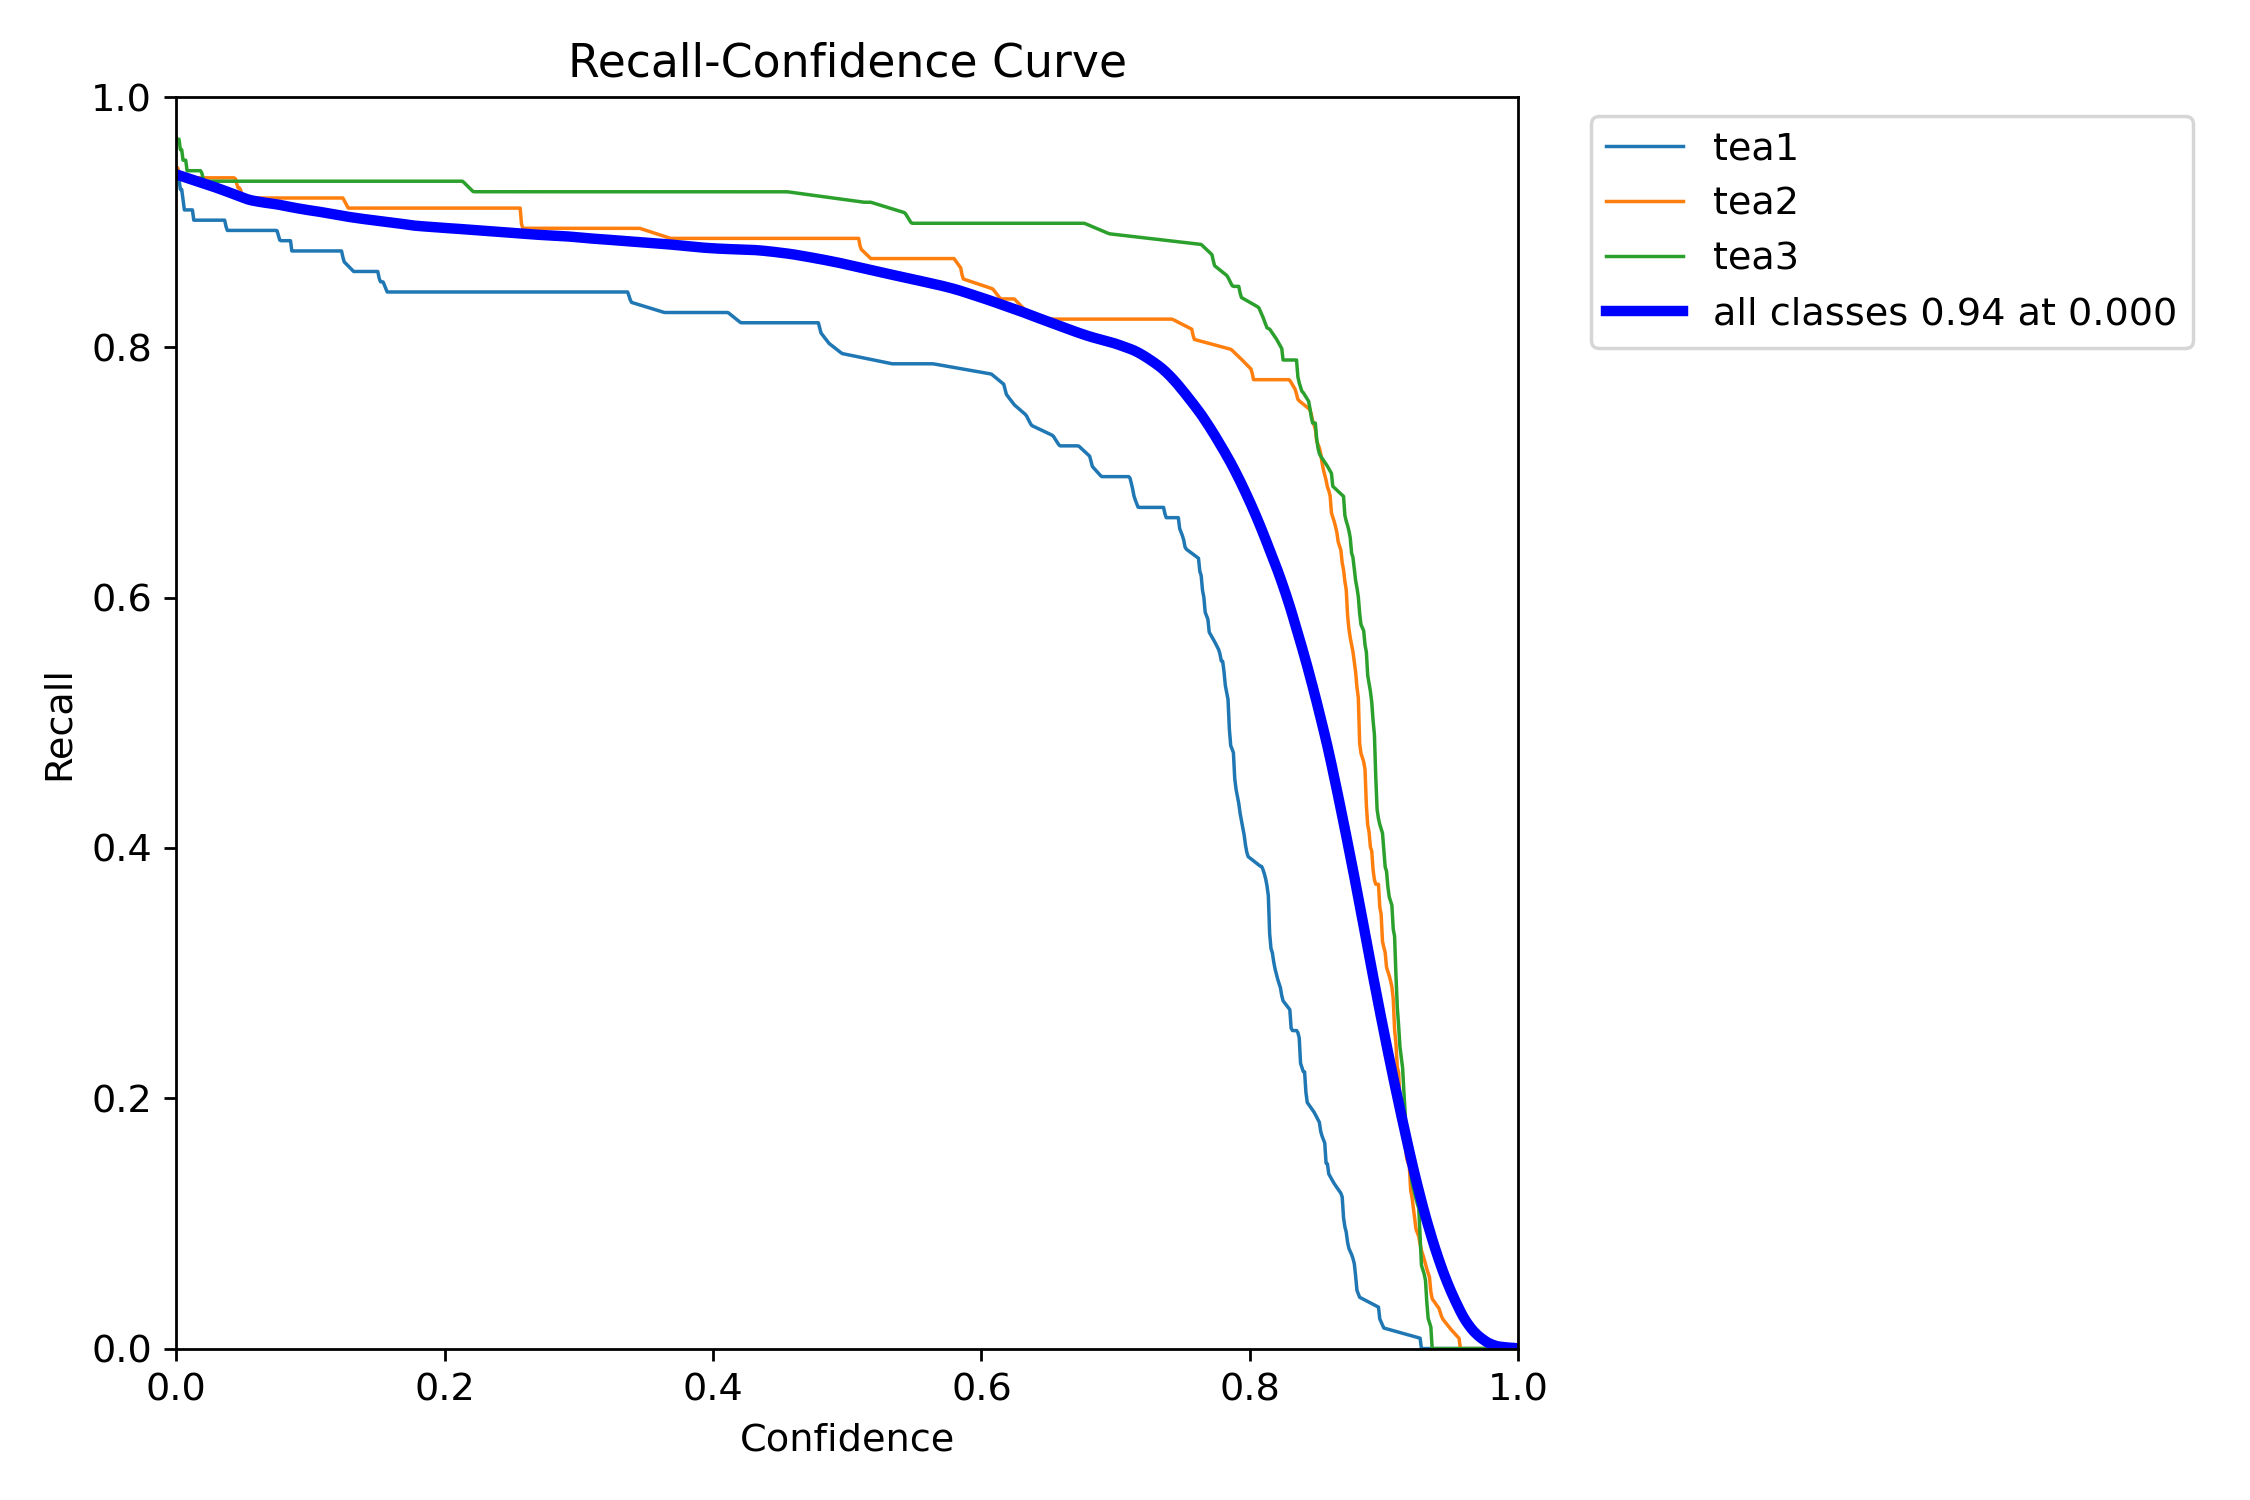 Recall-Confidence Curve
1.0
0.8
0.6
0.4
0.2
0.0
Recall
0.0 0.2 0.4 0.6 0.8 1.0
Confidence
tea1
tea2
tea3
all classes 0.94 at 0.000